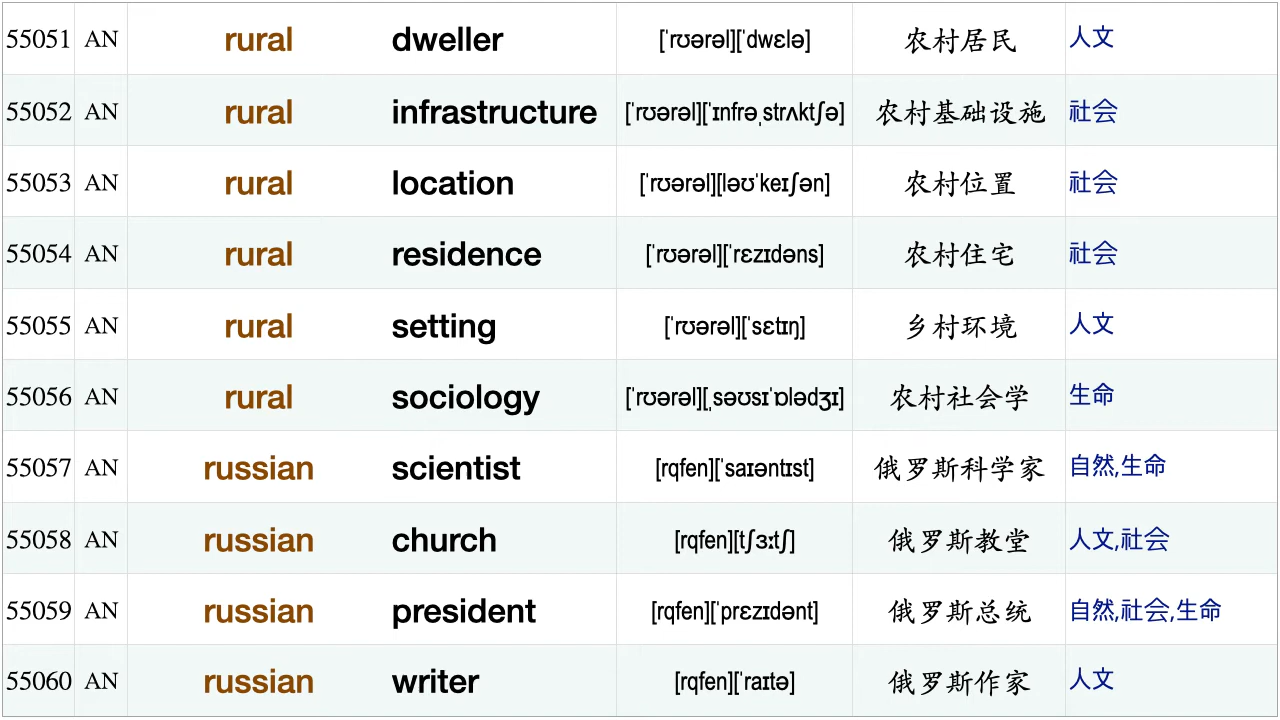 55051 AN rural dweller [ˈrʊərəl][ˈdwɛlə] 农村居民 人文
55052 AN rural infrastructure [ˈrʊərəl][ˈɪnfrəˌstrʌktʃə] 农村基础设施 社会
55053 AN rural location [ˈrʊərəl][ləʊˈkeɪʃən] 农村位置 社会
55054 AN rural residence [ˈrʊərəl][ˈrɛzɪdəns] 农村住宅 社会
55055 AN rural setting [ˈrʊərəl][ˈsɛtɪŋ] 乡村环境 人文
55056 AN rural sociology [ˈrʊərəl][ˌsəʊsɪˈɒlədʒɪ] 农村社会学 生命
55057 AN russian scientist [rqfen][ˈsaɪəntɪst] 俄罗斯科学家 自然,生命
55058 AN russian church [rqfen][tʃɜːtʃ] 俄罗斯教堂 人文,社会
55059 AN russian president [rqfen][ˈprɛzɪdənt] 俄罗斯总统 自然,社会,生命
55060 AN russian writer [rqfen][ˈraɪtə] 俄罗斯作家 人文